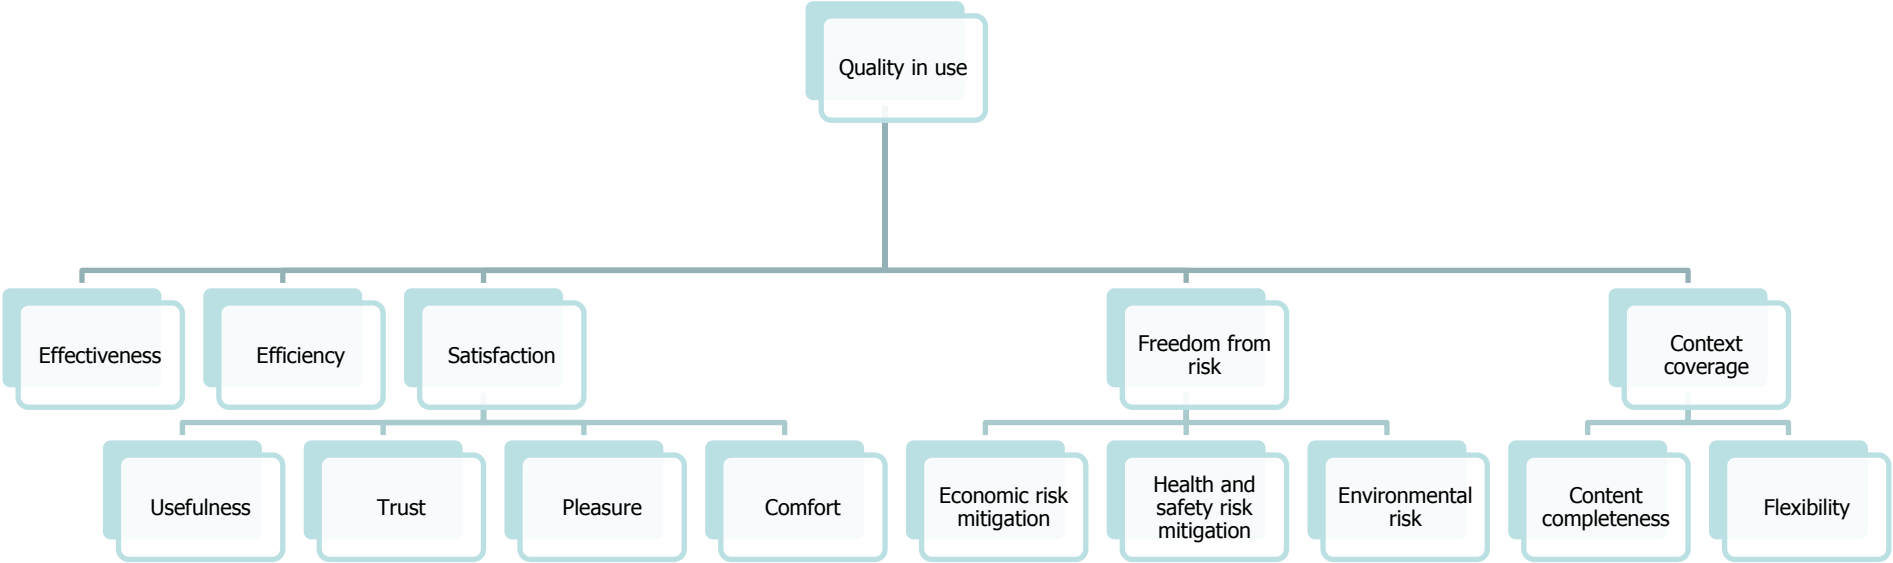 Quality in use
Effectiveness
Efficiency
Satisfaction
Freedom from
risk
Context
coverage
Usefulness
Trust
Pleasure
Comfort
Economic risk
mitigation
Health and
safety risk
mitigation
Environmental
risk
Content
completeness
Flexibility